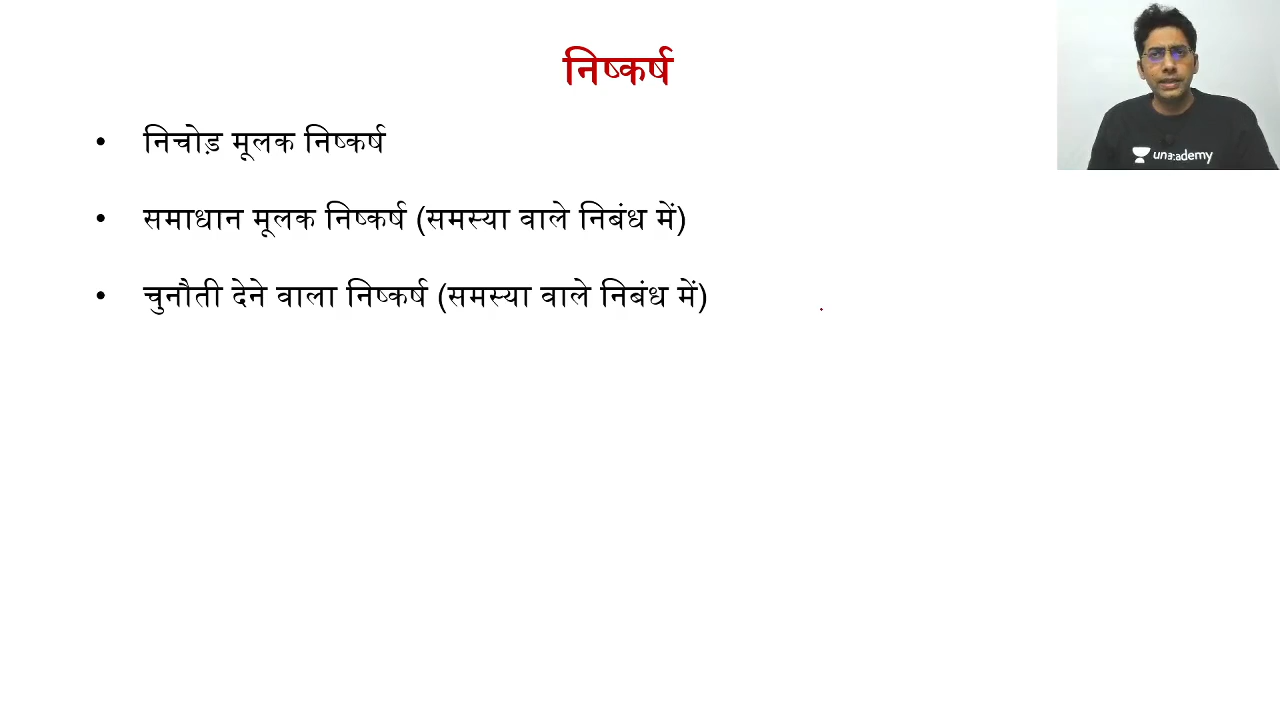 निष्कर्ष
• निचोड़ मूलक निष्कर्ष
• समाधान मूलक निष्कर्ष (समस्या वाले निबंध में)
• चुनौती देने वाला निष्कर्ष (समस्या वाले निबंध में)
unacademy